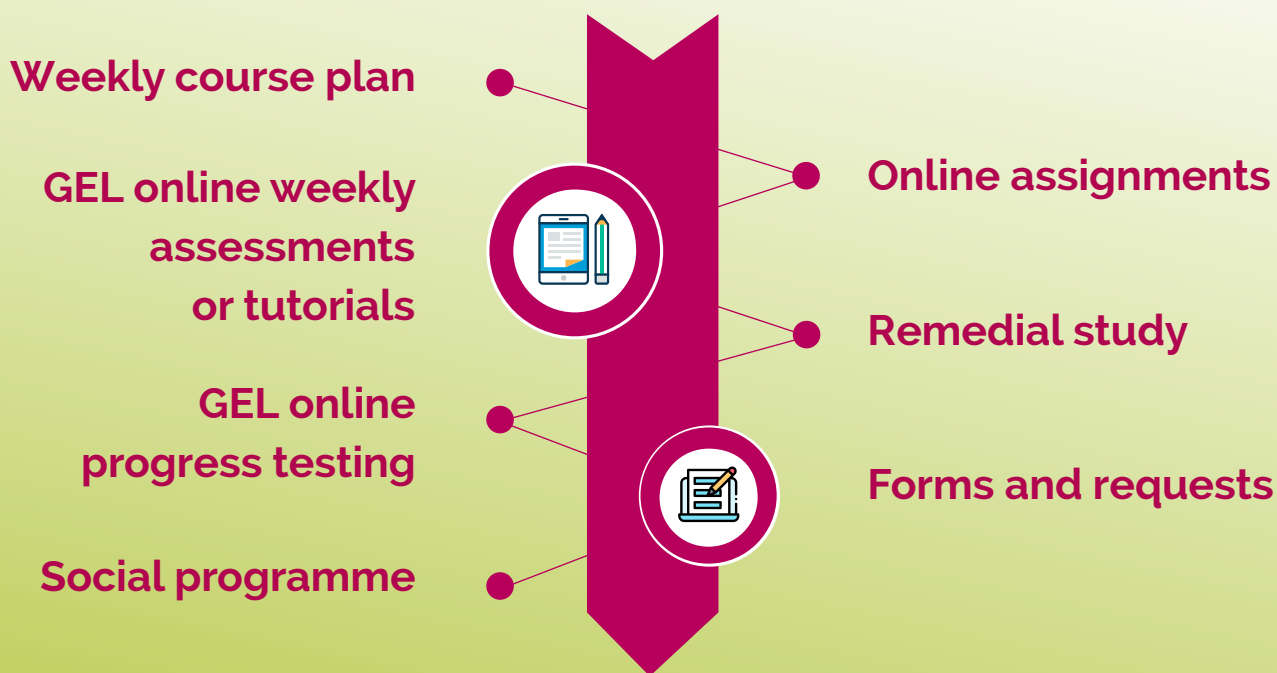 Weekly course plan
Online assignments
GEL online weekly
assessments
or tutorials
Remedial study
GEL online
progress testing
Forms and requests
Social programme